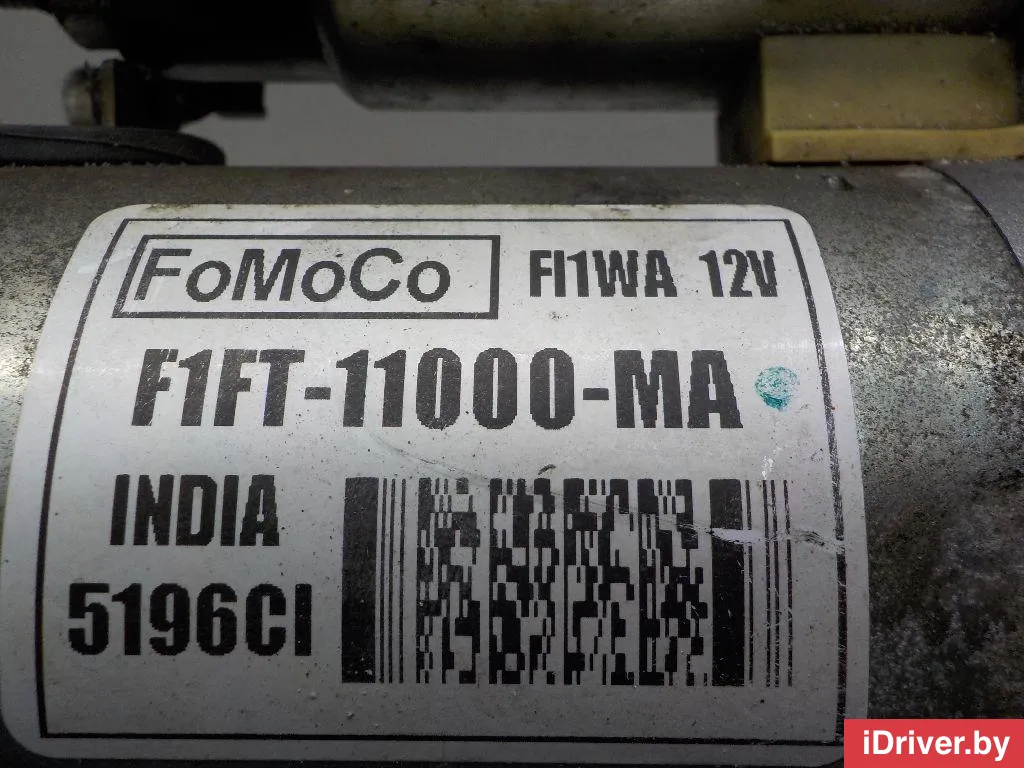 FoMoCo FI1WA 12V
F1FT-11000-MA
INDIA
5196CI
iDriver.by